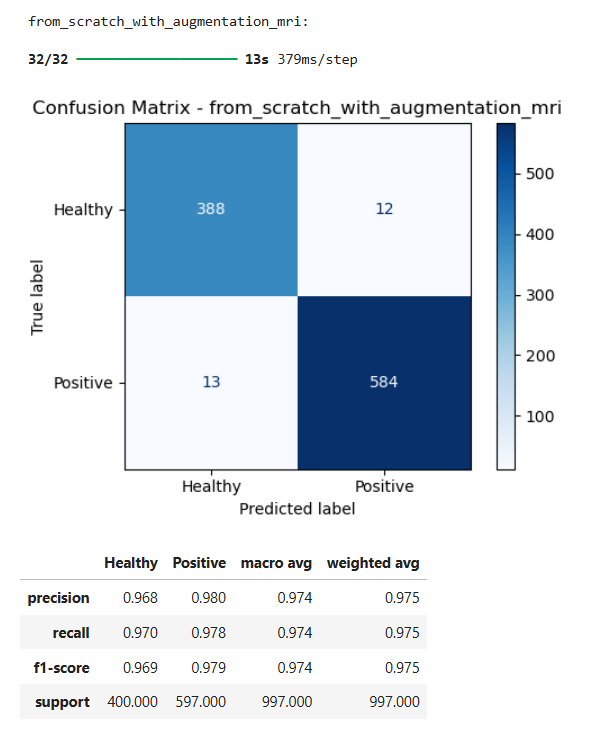 from_scratch_with_augmentation_mri:
32/32 13s 379ms/step
Confusion Matrix - from_scratch_with_augmentation_mri
Healthy 388 12
Positive 13 584
True label
Healthy Positive
Predicted label
500
400
300
200
100
Healthy Positive macro avg weighted avg
precision 0.968 0.980 0.974 0.975
recall 0.970 0.978 0.974 0.975
f1-score 0.969 0.979 0.974 0.975
support 400.000 597.000 997.000 997.000